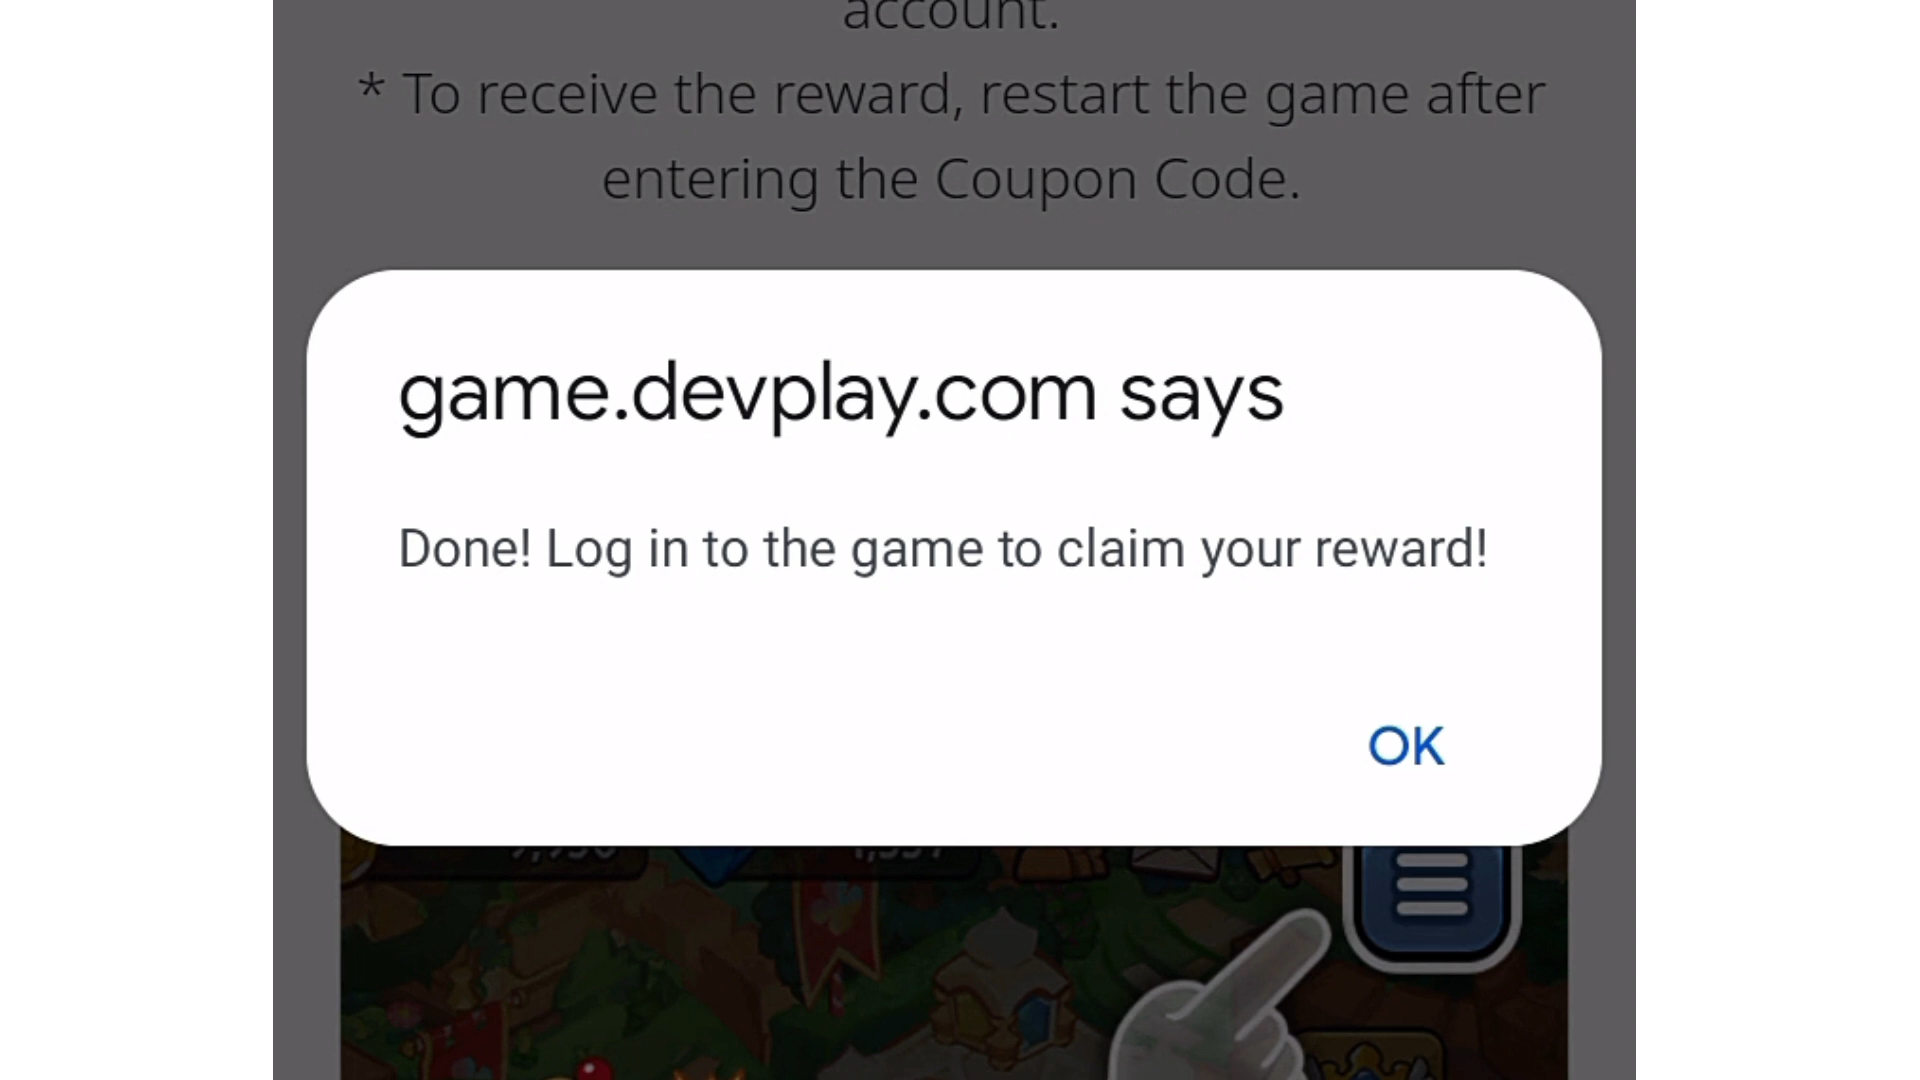 account.
* To receive the reward, restart the game after
entering the Coupon Code.
game.devplay.com says
Done! Log in to the game to claim your reward!
OK